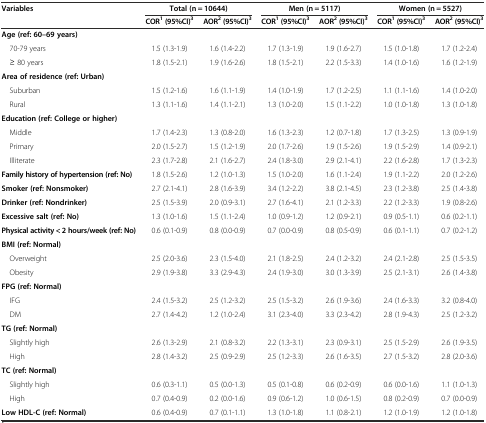 Variables Total (n = 10644) Men (n = 5117) Women (n = 5527)
COR1 (95%CI)3 AOR2 (95%CI)3 COR1 (95%CI)3 AOR2 (95%CI)3 COR1 (95%CI)3 AOR2 (95%CI)3
Age (ref: 60–69 years)
70-79 years 1.5 (1.3-1.9) 1.6 (1.4-2.2) 1.7 (1.3-1.9) 1.9 (1.6-2.7) 1.5 (1.0-1.8) 1.7 (1.2-2.4)
≥ 80 years 1.8 (1.5-2.1) 1.9 (1.6-2.6) 1.8 (1.5-2.1) 2.2 (1.5-3.3) 1.4 (1.0-1.6) 1.6 (1.2-1.9)
Area of residence (ref: Urban)
Suburban 1.5 (1.2-1.6) 1.6 (1.1-1.9) 1.4 (1.0-1.9) 1.7 (1.2-2.5) 1.1 (1.1-1.6) 1.4 (1.0-2.0)
Rural 1.3 (1.1-1.6) 1.4 (1.1-2.1) 1.3 (1.0-2.0) 1.5 (1.1-2.2) 1.0 (1.0-1.8) 1.3 (1.0-1.8)
Education (ref: College or higher)
Middle 1.7 (1.4-2.3) 1.3 (0.8-2.0) 1.6 (1.3-2.3) 1.2 (0.7-1.8) 1.7 (1.3-2.5) 1.3 (0.9-1.9)
Primary 2.0 (1.5-2.7) 1.5 (1.2-1.9) 2.0 (1.7-2.6) 1.9 (1.5-2.6) 1.9 (1.5-2.9) 1.4 (0.9-2.1)
Illiterate 2.3 (1.7-2.8) 2.1 (1.6-2.7) 2.4 (1.8-3.0) 2.9 (2.1-4.1) 2.2 (1.6-2.8) 1.7 (1.3-2.3)
Family history of hypertension (ref: No) 1.8 (1.5-2.6) 1.2 (1.0-1.3) 1.5 (1.0-2.0) 1.6 (1.1-2.4) 1.9 (1.1-2.2) 2.0 (1.2-2.6)
Smoker (ref: Nonsmoker) 2.7 (2.1-4.1) 2.8 (1.6-3.9) 3.4 (1.2-2.2) 3.8 (2.1-4.5) 2.3 (1.2-3.8) 2.5 (1.4-3.8)
Drinker (ref: Nondrinker) 2.5 (1.5-3.9) 2.0 (0.9-3.1) 2.7 (1.6-4.1) 2.1 (1.2-3.3) 2.2 (1.2-3.3) 1.9 (0.8-2.6)
Excessive salt (ref: No) 1.3 (1.0-1.6) 1.5 (1.1-2.4) 1.0 (0.9-1.2) 1.2 (0.9-2.1) 0.9 (0.5-1.1) 0.6 (0.2-1.1)
Physical activity < 2 hours/week (ref: No) 0.6 (0.1-0.9) 0.8 (0.0-0.9) 0.7 (0.0-0.9) 0.8 (0.5-0.9) 0.6 (0.1-1.1) 0.7 (0.2-1.2)
BMI (ref: Normal)
Overweight 2.5 (2.0-3.6) 2.3 (1.5-4.0) 2.1 (1.8-2.5) 2.4 (1.2-3.2) 2.4 (2.1-2.8) 2.5 (1.5-3.5)
Obesity 2.9 (1.9-3.8) 3.3 (2.9-4.3) 2.4 (1.9-3.0) 3.0 (1.3-3.9) 2.5 (2.1-3.1) 2.6 (1.4-3.8)
FPG (ref: Normal)
IFG 2.4 (1.5-3.2) 2.5 (1.2-3.2) 2.5 (1.5-3.2) 2.6 (1.9-3.6) 2.4 (1.6-3.3) 3.2 (0.8-4.0)
DM 2.7 (1.4-4.2) 1.2 (1.0-2.4) 3.1 (2.3-4.0) 3.3 (2.3-4.2) 2.8 (1.9-4.3) 2.5 (1.2-3.2)
TG (ref: Normal)
Slightly high 2.6 (1.3-2.9) 2.1 (0.8-3.2) 2.2 (1.3-3.1) 2.3 (0.9-3.1) 2.5 (1.5-2.9) 2.6 (1.9-3.5)
High 2.8 (1.4-3.2) 2.5 (0.9-2.9) 2.5 (1.2-3.3) 2.6 (1.6-3.5) 2.7 (1.5-3.2) 2.8 (2.0-3.6)
TC (ref: Normal)
Slightly high 0.6 (0.3-1.1) 0.5 (0.0-1.3) 0.5 (0.1-0.8) 0.6 (0.2-0.9) 0.6 (0.0-1.6) 1.1 (1.0-1.3)
High 0.7 (0.4-0.9) 0.2 (0.0-1.6) 0.9 (0.6-1.2) 1.0 (0.6-1.5) 0.8 (0.2-0.9) 0.7 (0.0-0.9)
Low HDL-C (ref: Normal) 0.6 (0.4-0.9) 0.7 (0.1-1.1) 1.3 (1.0-1.8) 1.1 (0.8-2.1) 1.2 (1.0-1.9) 1.2 (1.0-1.8)